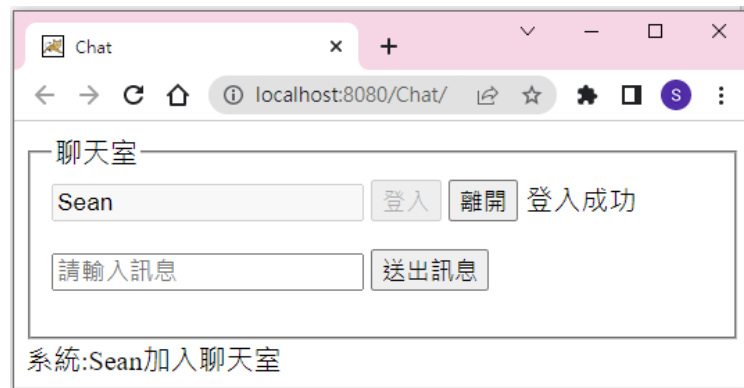 Chat
localhost:8080/Chat/
S
聊天室
Sean 登入 離開 登入成功
請輸入訊息 送出訊息
系統:Sean加入聊天室